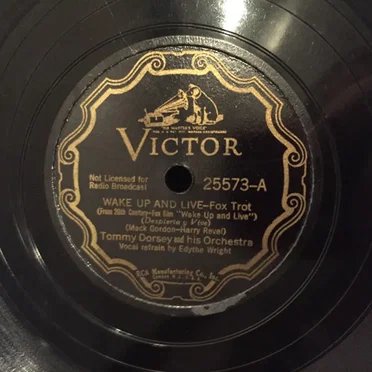 "HIS MASTER'S VOICE"
VICTOR
Not Licensed for
Radio Broadcast
25573-A
WAKE UP AND LIVE—Fox Trot
(From 20th Century-Fox film "Wake Up and Live")
(Despierta y Vive)
(Mack Gordon-Harry Revel)
Tommy Dorsey and his Orchestra
Vocal refrain by Edythe Wright
RCA Manufacturing Co., Inc.
Camden, N.J., U.S.A.